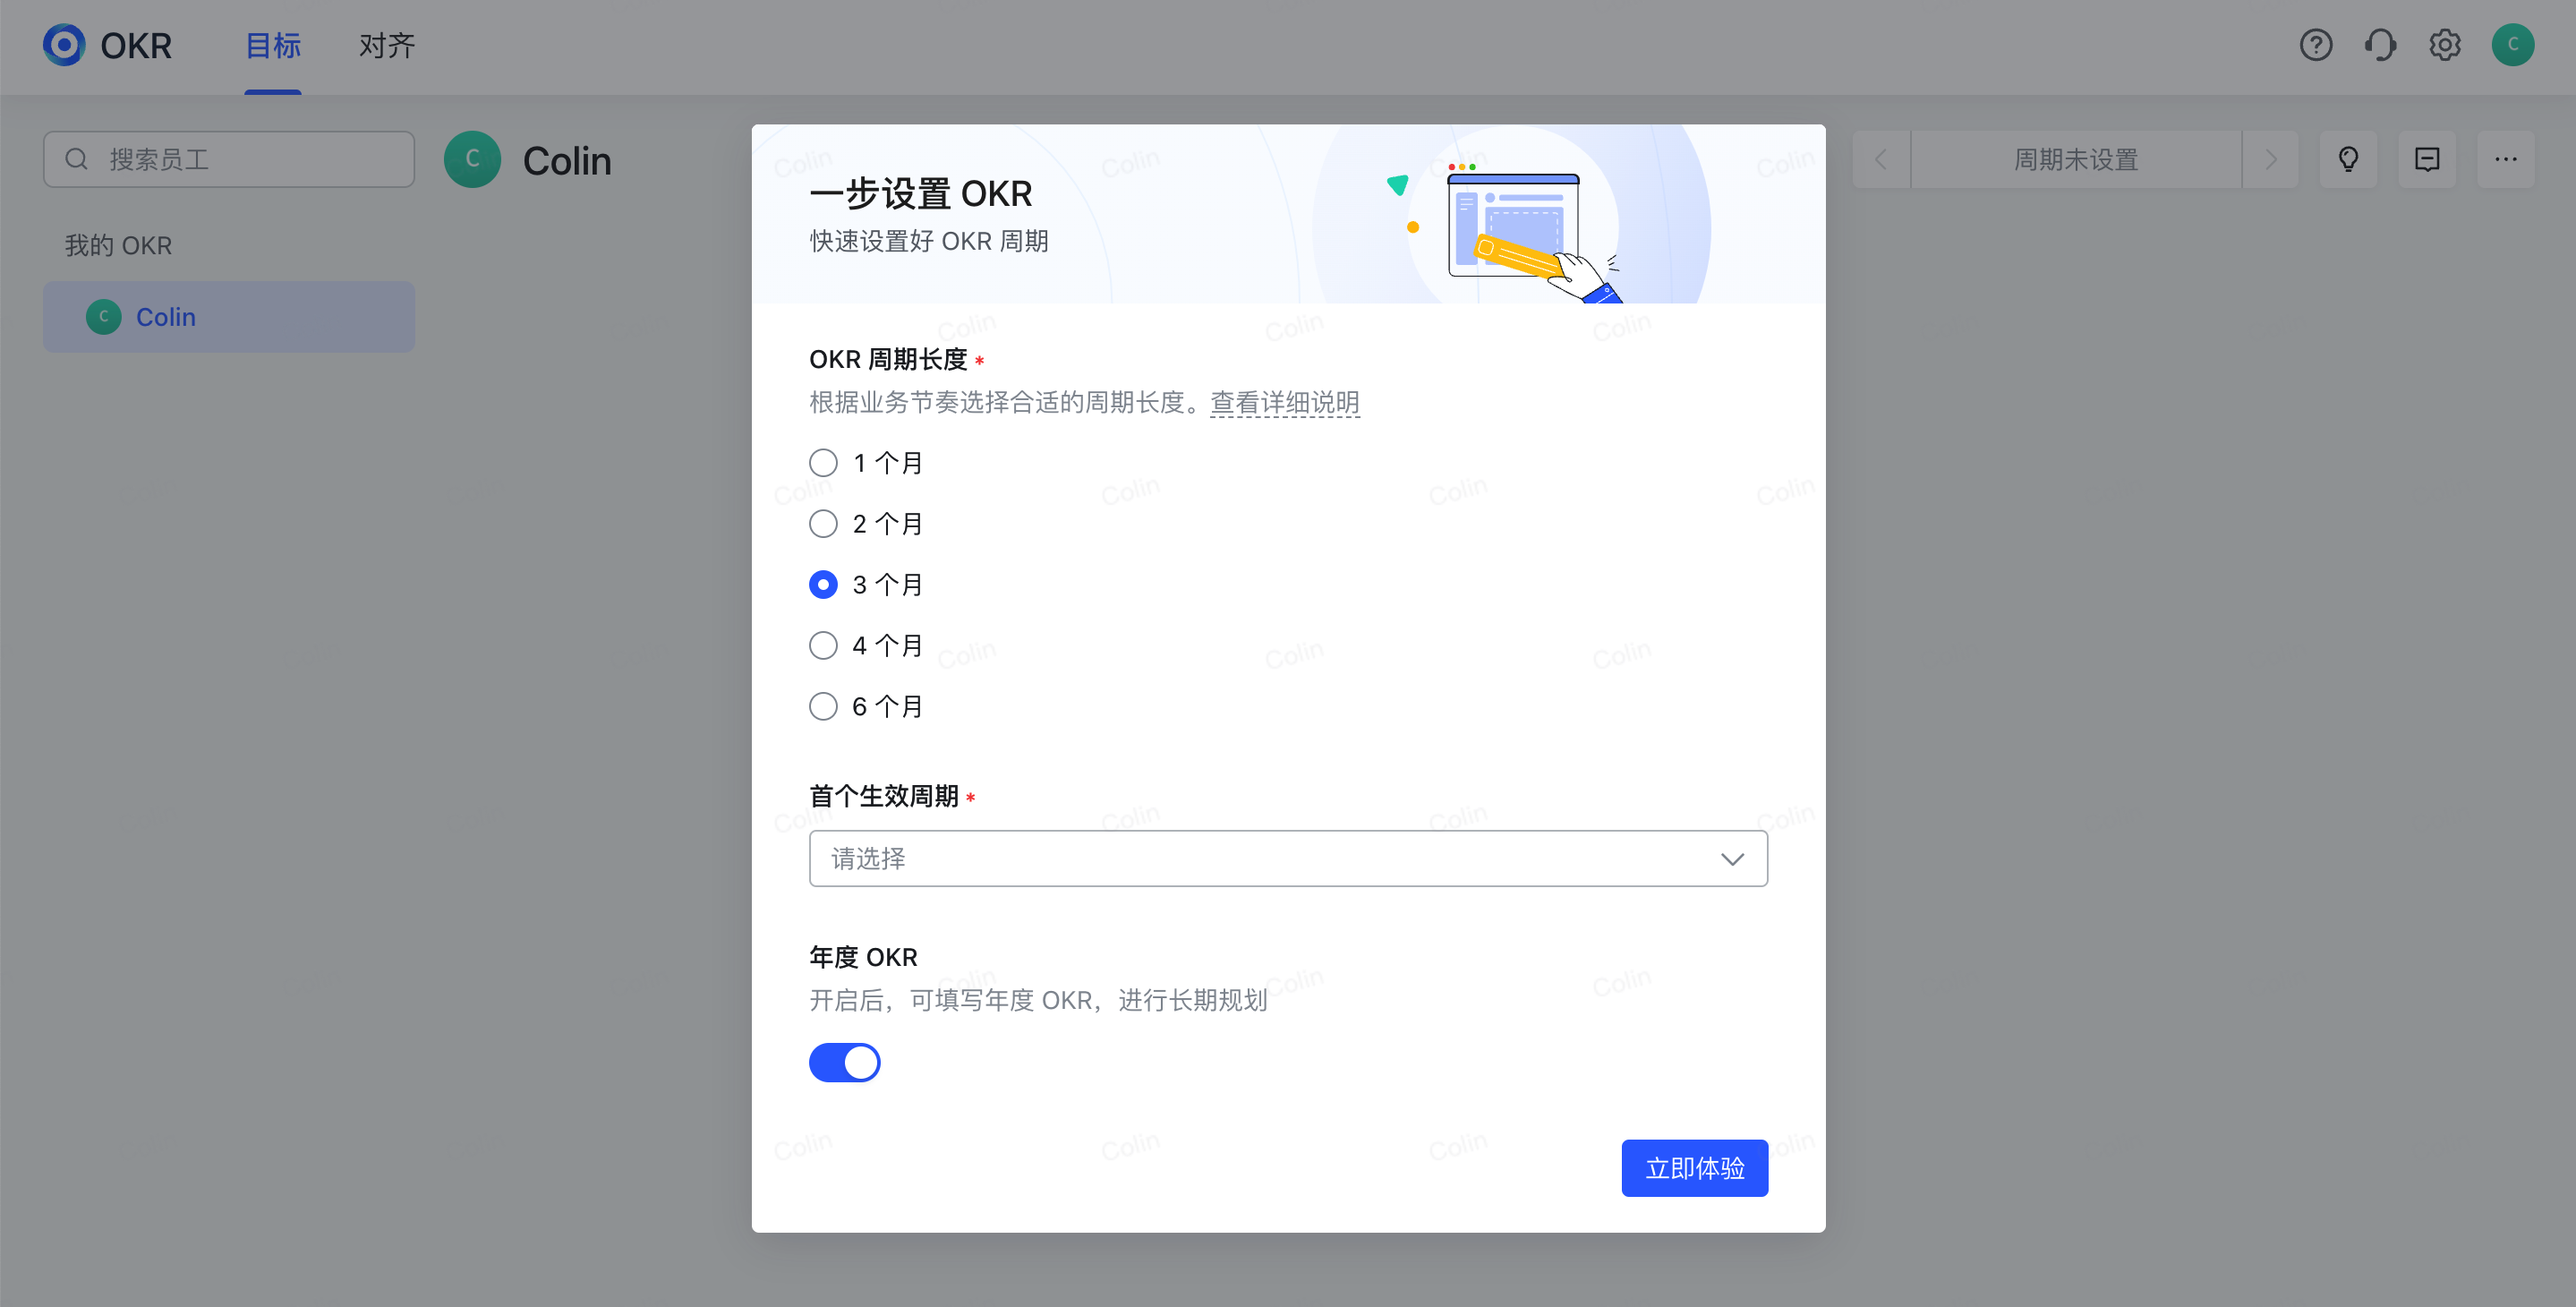 OKR
目标
对齐
C
搜索员工
C
Colin
周期未设置
我的 OKR
C
Colin
一步设置 OKR
快速设置好 OKR 周期
OKR 周期长度 *
根据业务节奏选择合适的周期长度。查看详细说明
1 个月
2 个月
3 个月
4 个月
6 个月
首个生效周期 *
请选择
年度 OKR
开启后，可填写年度 OKR，进行长期规划
立即体验
Colin